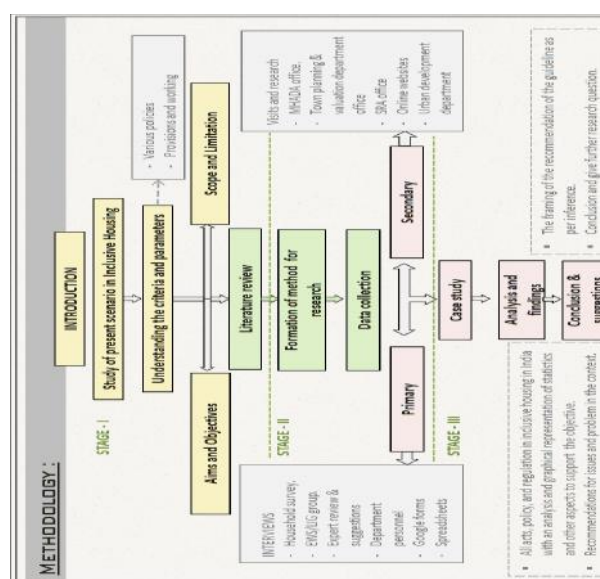 METHODOLOGY :
INTRODUCTION
STAGE - I
Study of present scenario in Inclusive Housing
Understanding the criteria and parameters
- Various policies
- Provisions and working
Aims and Objectives
Scope and Limitation
Literature review
STAGE - II
Formation of method for
research
Data collection
INTERVIEWS
- Household survey,
EWS/LIG group.
- Expert review &
suggestions
- Department
personnel
- Google forms
- Spreadsheets
Primary
Secondary
Visits and research
- MHADA office.
- Town planning &
valuation department
office
- SRA office
- Online websites
- Urban development
department
STAGE - III
Case study
Analysis and
findings
Conclusion &
suggestions
▪ All acts, policy, and regulation in inclusive housing in India
with an analysis and graphical representation of statistics
and other aspects to support the objective.
▪ Recommendations for issues and problem in the context.
▪ The framing of the recommendation of the guideline as
per inference.
▪ Conclusion and give further research question.